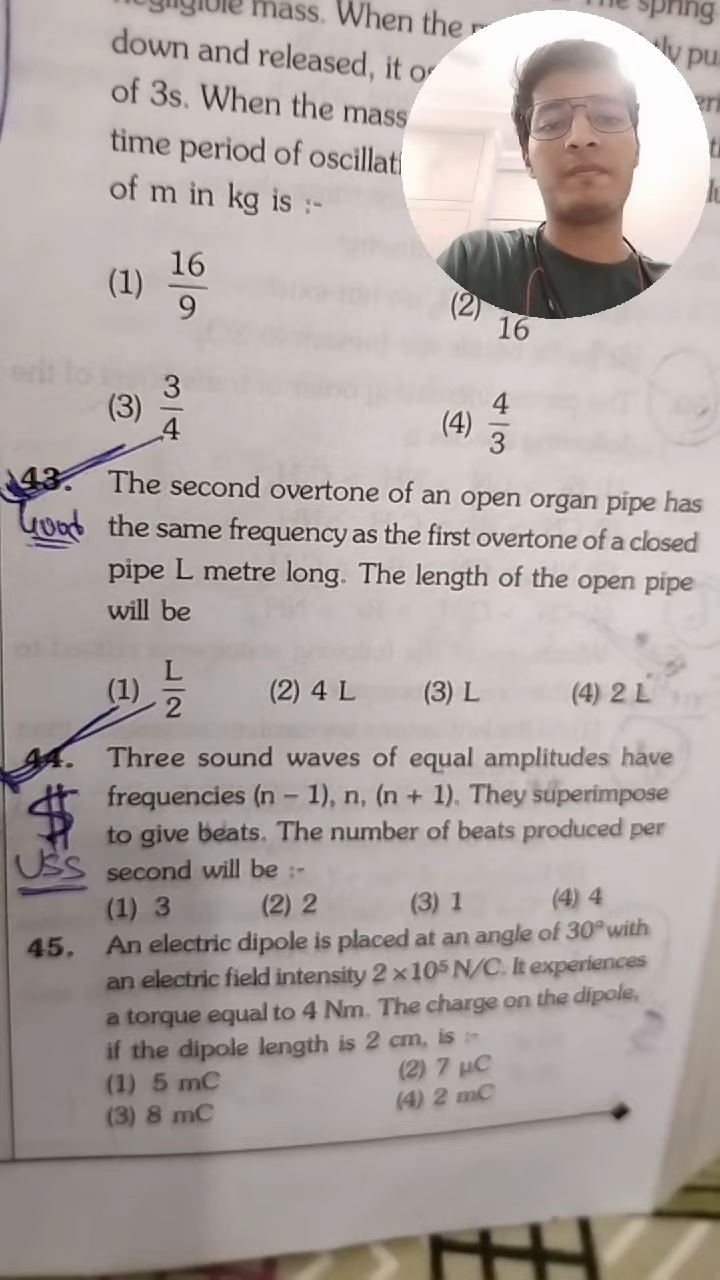 negligible mass. When the
The spring
down and released, it
tly pu
of 3s. When the mass
time period of oscillati
of m in kg is :-
(1) 16/9
(2) 16
(3) 3/4
(4) 4/3
43. The second overtone of an open organ pipe has
Good the same frequency as the first overtone of a closed
pipe L metre long. The length of the open pipe
will be
(1) L/2 (2) 4 L (3) L (4) 2 L
44. Three sound waves of equal amplitudes have
$ frequencies (n − 1), n, (n + 1). They superimpose
to give beats. The number of beats produced per
USS second will be :-
(1) 3 (2) 2 (3) 1 (4) 4
45. An electric dipole is placed at an angle of 30° with
an electric field intensity 2 ×10⁵ N/C. It experiences
a torque equal to 4 Nm. The charge on the dipole,
if the dipole length is 2 cm, is :-
(1) 5 mC (2) 7 µC
(3) 8 mC (4) 2 mC